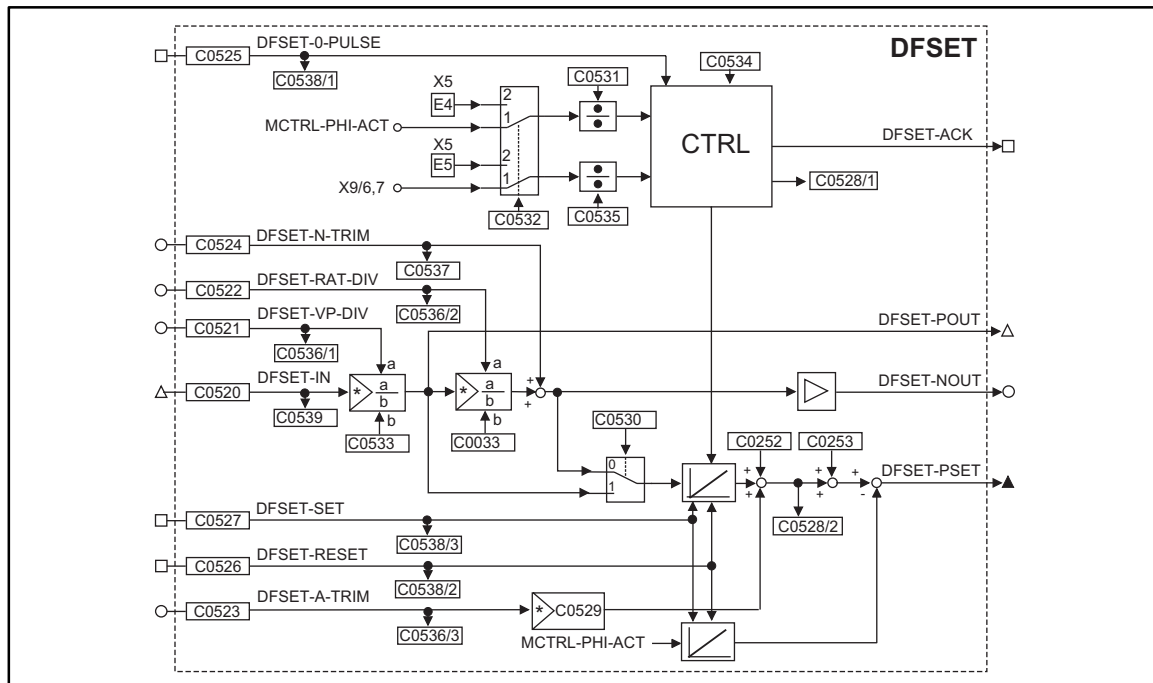 DFSET
C0525 DFSET-0-PULSE
C0538/1
C0534
C0531
X5
E4
2
1
MCTRL-PHI-ACT
CTRL
DFSET-ACK
X5
E5
2
1
X9/6,7
C0528/1
C0532
C0535
C0524 DFSET-N-TRIM
C0537
C0522 DFSET-RAT-DIV
C0536/2
C0521 DFSET-VP-DIV
DFSET-POUT
C0536/1
a
a
C0520 DFSET-IN
* a
b
* a
b
+
+
DFSET-NOUT
C0539
b
b
C0533
C0033
C0530
C0252
C0253
0
1
+
+
+
+
+
-
DFSET-PSET
C0527 DFSET-SET
C0528/2
C0538/3
C0526 DFSET-RESET
C0538/2
C0523 DFSET-A-TRIM
* C0529
C0536/3
MCTRL-PHI-ACT